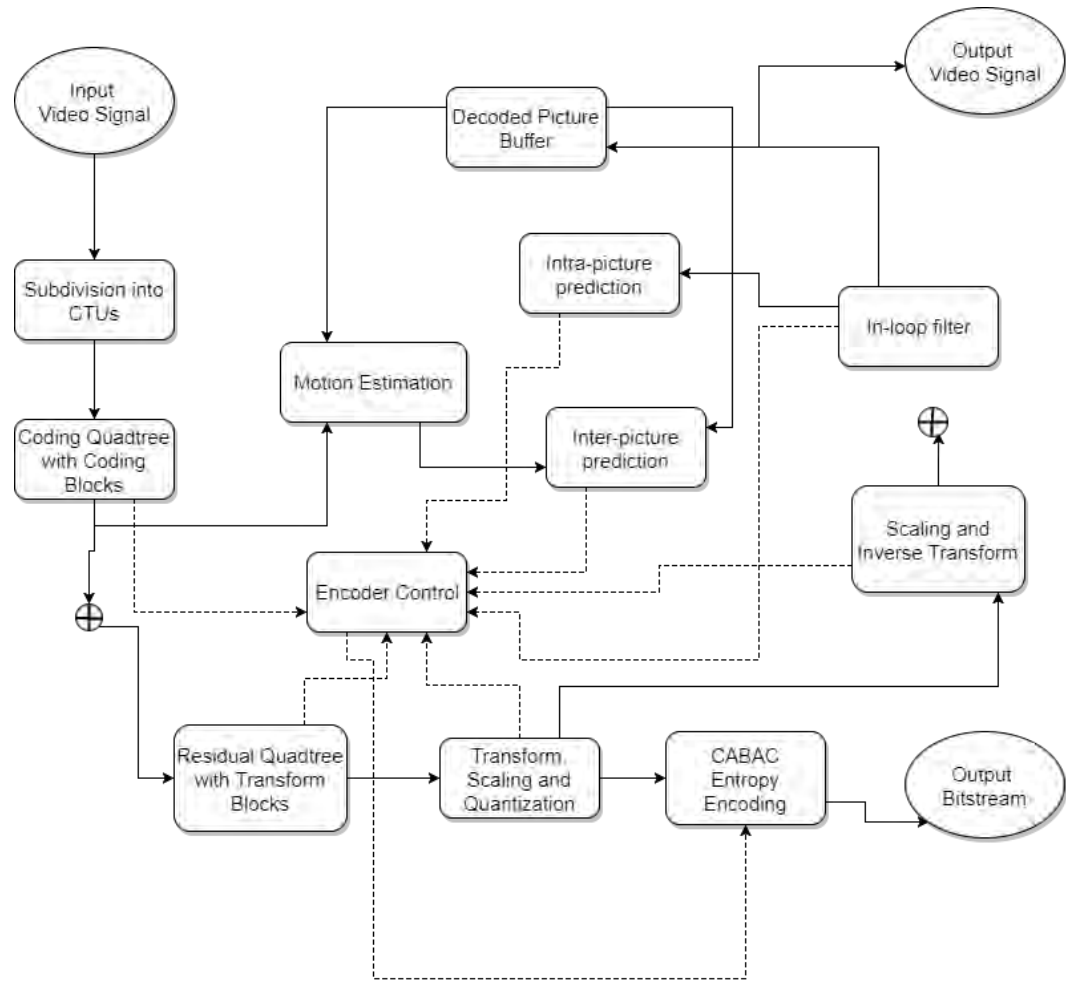 Input
Video Signal
Output
Video Signal
Decoded Picture
Buffer
Intra-picture
prediction
Subdivision into
CTUs
In-loop filter
Motion Estimation
Coding Quadtree
with Coding
Blocks
Inter-picture
prediction
Scaling and
Inverse Transform
Encoder Control
Residual Quadtree
with Transform
Blocks
Transform
Scaling and
Quantization
CABAC
Entropy
Encoding
Output
Bitstream